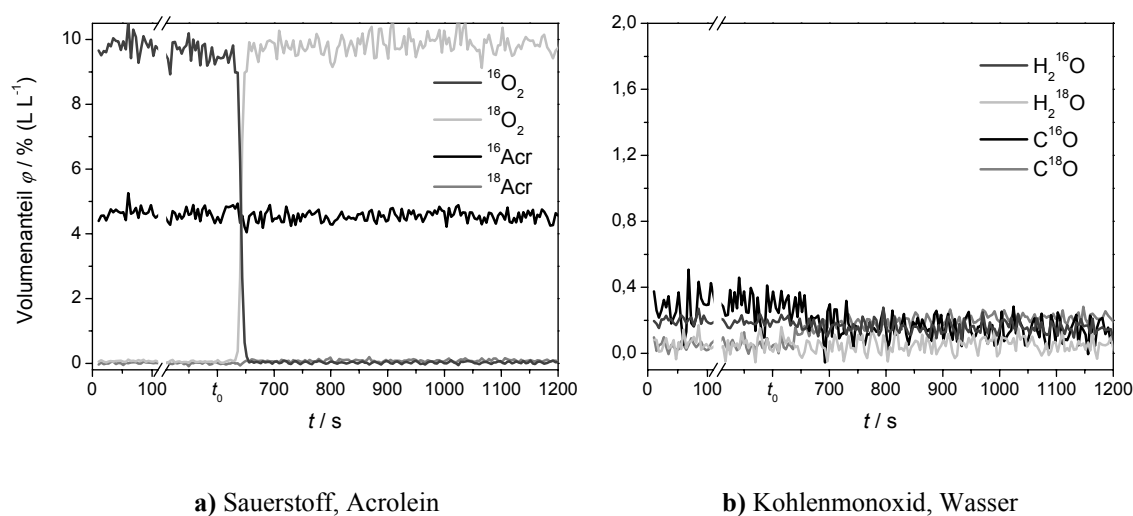 10
8
6
4
2
0
Volumenanteil φ / % (L L⁻¹)
¹⁶O₂
¹⁸O₂
¹⁶Acr
¹⁸Acr
0 100 t₀ 700 800 900 1000 1100 1200
t / s
2,0
1,6
1,2
0,8
0,4
0,0
H₂¹⁶O
H₂¹⁸O
C¹⁶O
C¹⁸O
0 100 t₀ 700 800 900 1000 1100 1200
t / s
a) Sauerstoff, Acrolein
b) Kohlenmonoxid, Wasser